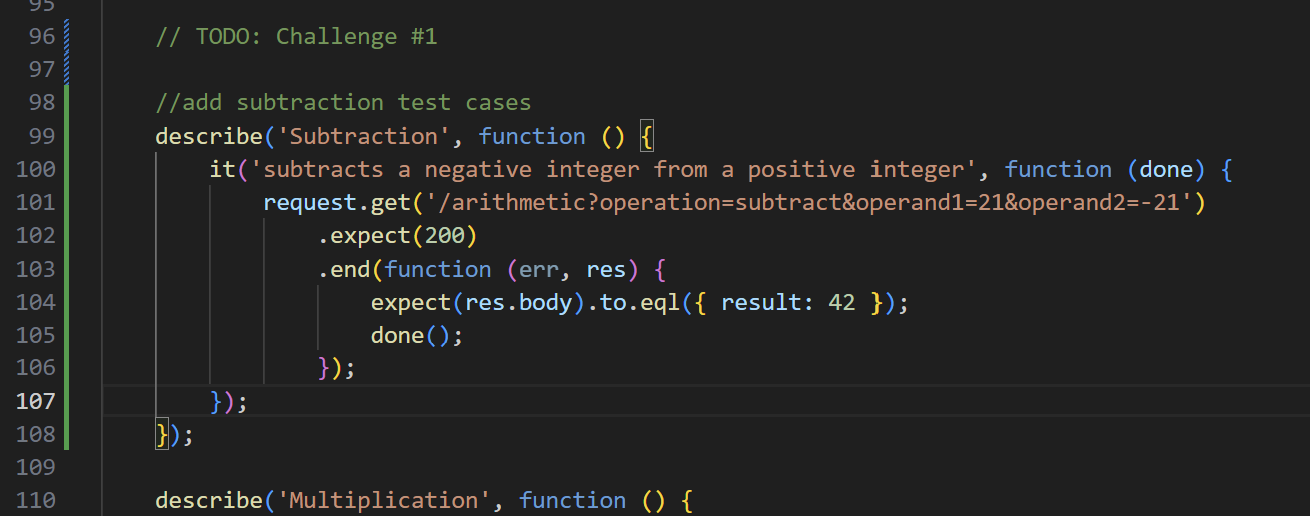 95
96 // TODO: Challenge #1
97
98 //add subtraction test cases
99 describe('Subtraction', function () {
100 it('subtracts a negative integer from a positive integer', function (done) {
101 request.get('/arithmetic?operation=subtract&operand1=21&operand2=-21')
102 .expect(200)
103 .end(function (err, res) {
104 expect(res.body).to.eql({ result: 42 });
105 done();
106 });
107 });
108 });
109
110 describe('Multiplication', function () {